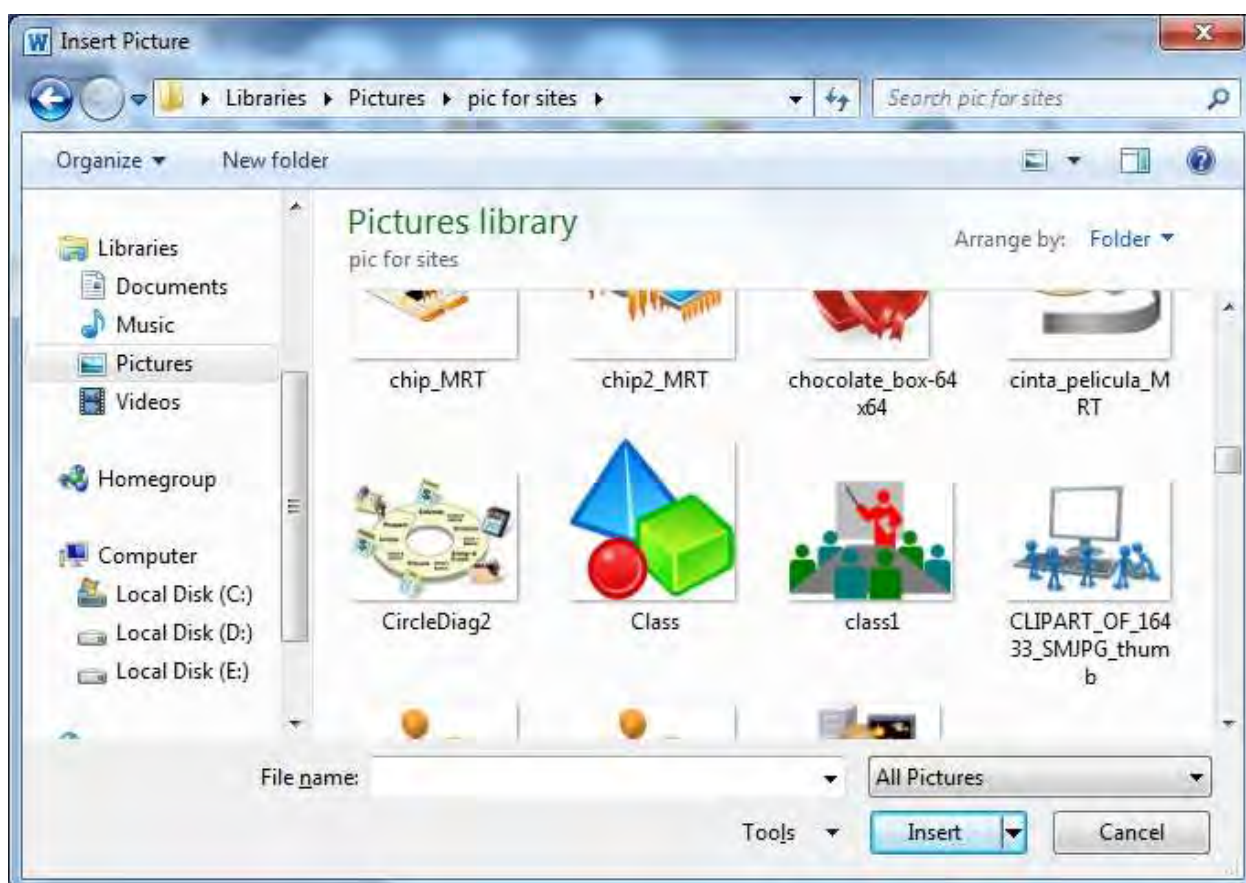 W Insert Picture x
Libraries Pictures pic for sites Search pic for sites
Organize New folder ?
Libraries
Documents
Music
Pictures
Videos
Homegroup
Computer
Local Disk (C:)
Local Disk (D:)
Local Disk (E:)
Pictures library
pic for sites
Arrange by: Folder
chip_MRT
chip2_MRT
chocolate_box-64
x64
cinta_pelicula_M
RT
CircleDiag2
Class
class1
CLIPART_OF_164
33_SMJPG_thum
b
File name: All Pictures
Tools Insert Cancel